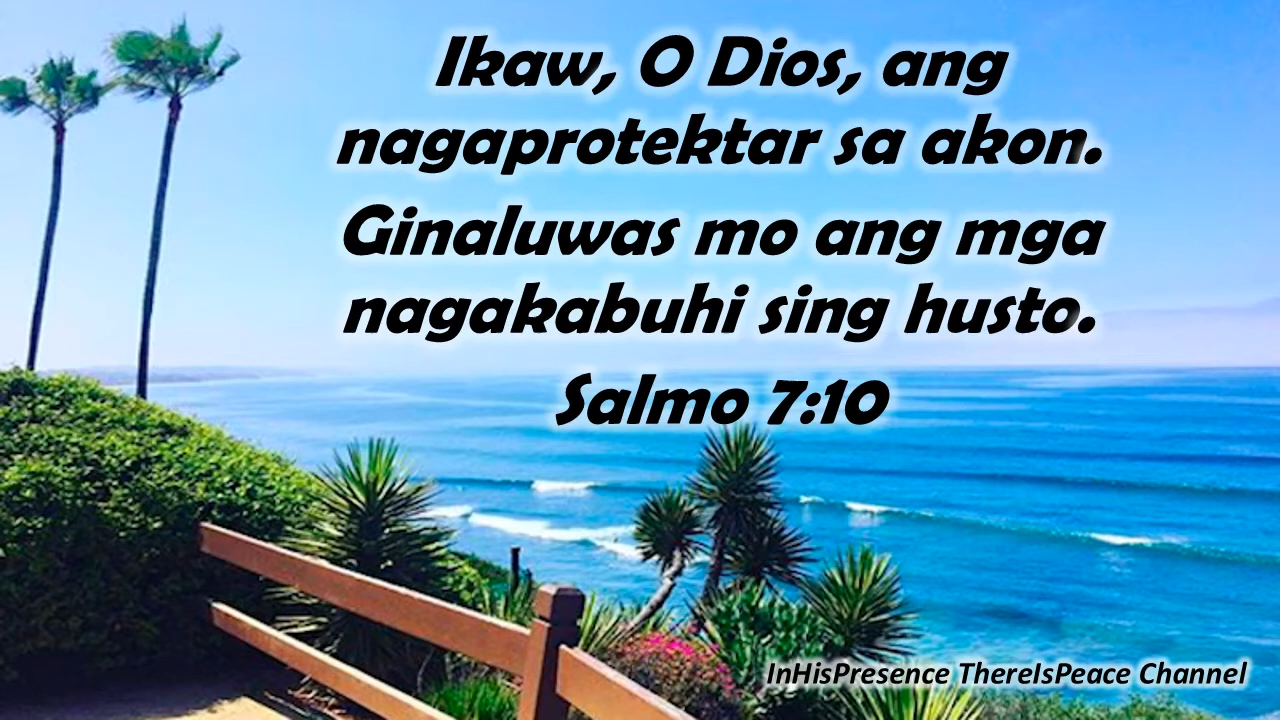 Ikaw, O Dios, ang
nagaprotektar sa akon.
Ginaluwas mo ang mga
nagakabuhi sing husto.
Salmo 7:10
InHisPresence ThereIsPeace Channel